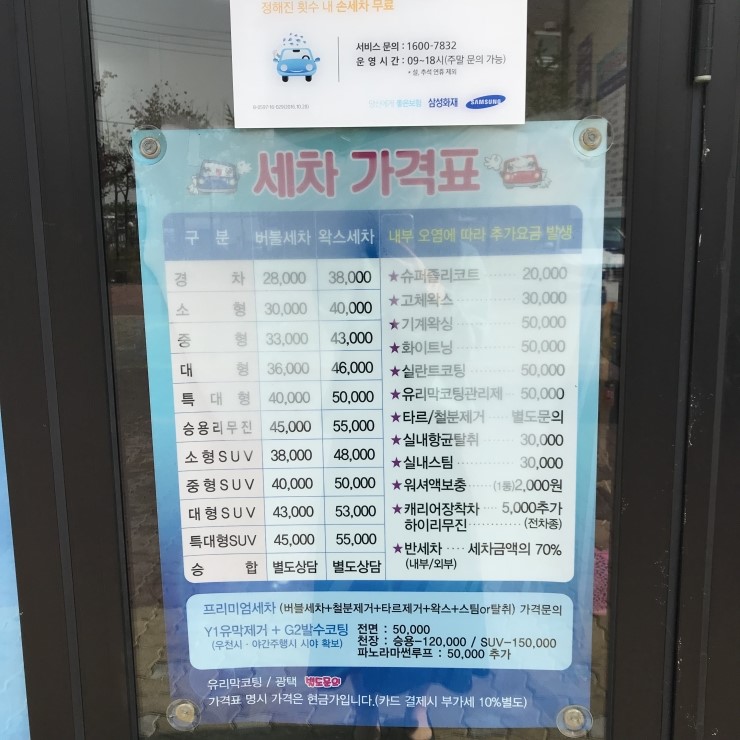 정해진 횟수 내 손세차 무료
서비스 문의 : 1600-7832
운 영 시 간 : 09~18시(주말 문의 가능)
* 설, 추석 연휴 제외
좋은보험 삼성화재 SAMSUNG
세차 가격표
구 분 버블세차 왁스세차 내부 오염에 따라 추가요금 발생
경 차 28,000 38,000
소 형 30,000 40,000
중 형 33,000 43,000
대 형 36,000 46,000
특 대 형 40,000 50,000
승용리무진 45,000 55,000
소형SUV 38,000 48,000
중형SUV 40,000 50,000
대형SUV 43,000 53,000
특대형SUV 45,000 55,000
승 합 별도상담 별도상담
★슈퍼쥴리코트 ······ 20,000
★고체왁스 ············ 30,000
★기계왁싱 ············ 50,000
★화이트닝 ············ 50,000
★실란트코팅 ········· 50,000
★유리막코팅관리제 ·· 50,000
★타르/철분제거 ···· 별도문의
★실내항균탈취 ······ 30,000
★실내스팀 ············ 30,000
★워셔액보충 ······ (1통)2,000원
★캐리어장착차 ···· 5,000추가
하이리무진 ············ (전차종)
★반세차 ···· 세차금액의 70%
(내부/외부)
프리미엄세차 (버블세차+철분제거+타르제거+왁스+스팀or탈취) 가격문의
Y1유막제거 + G2발수코팅
(우천시 · 야간주행시 시야 확보)
전면 : 50,000
천장 : 승용-120,000 / SUV-150,000
파노라마썬루프 : 50,000 추가
유리막코팅 / 광택 별도문의
가격표 명시 가격은 현금가입니다.(카드 결제시 부가세 10%별도)